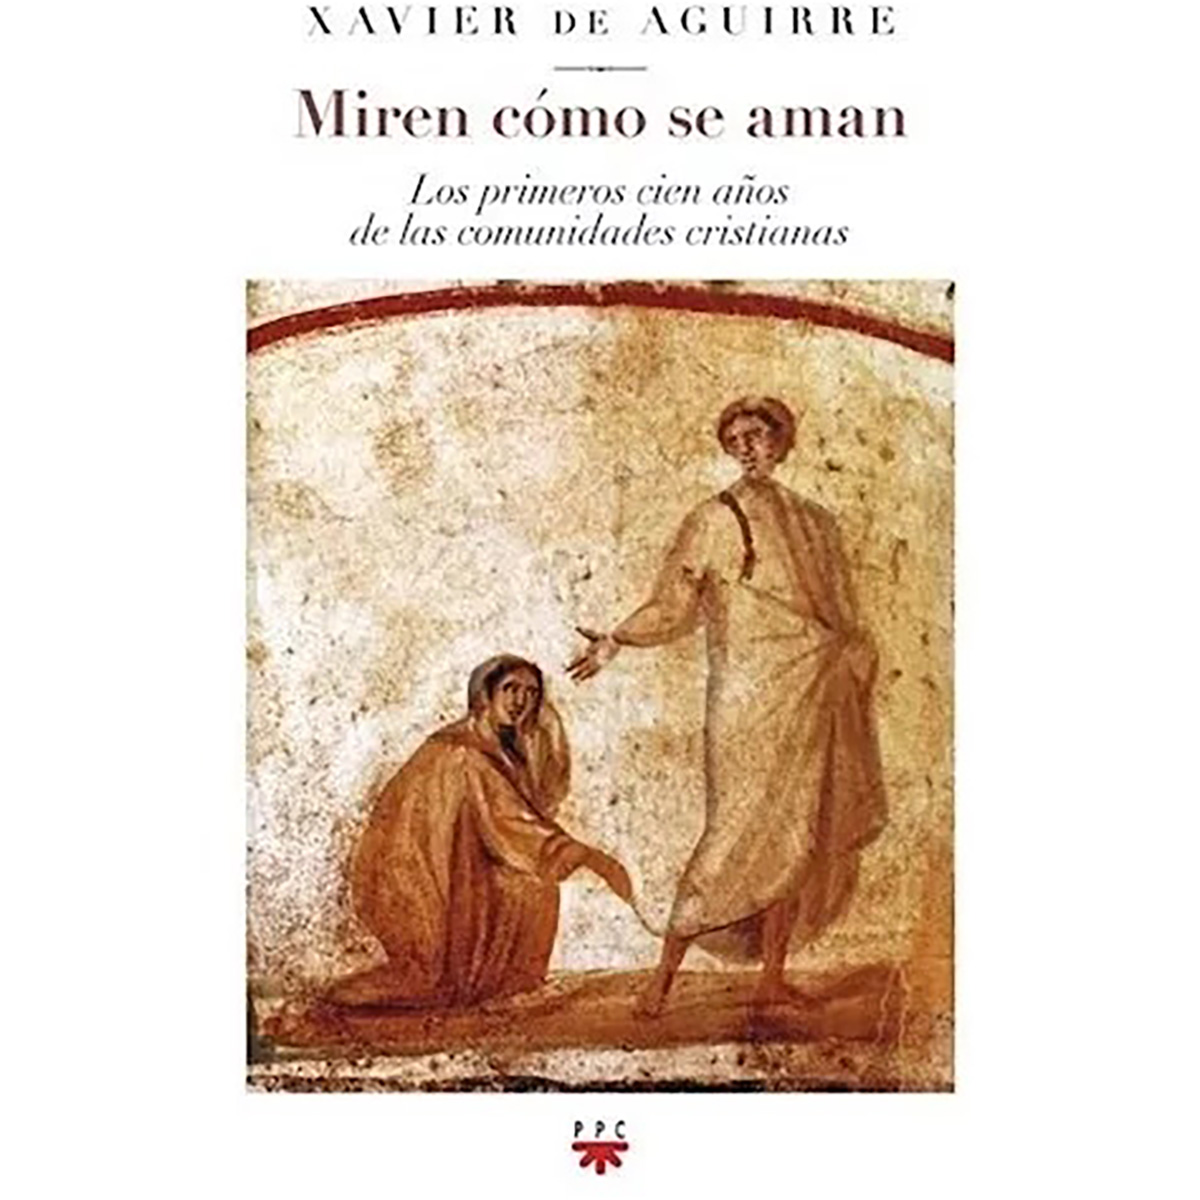 XAVIER DE AGUIRRE
Miren cómo se aman
Los primeros cien años
de las comunidades cristianas
PPC